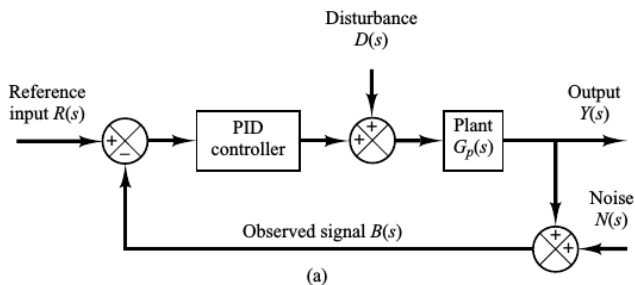 Disturbance
D(s)
Reference
input R(s)
+
−
PID
controller
+
+
Plant
Gp(s)
Output
Y(s)
Noise
N(s)
+
+
Observed signal B(s)
(a)